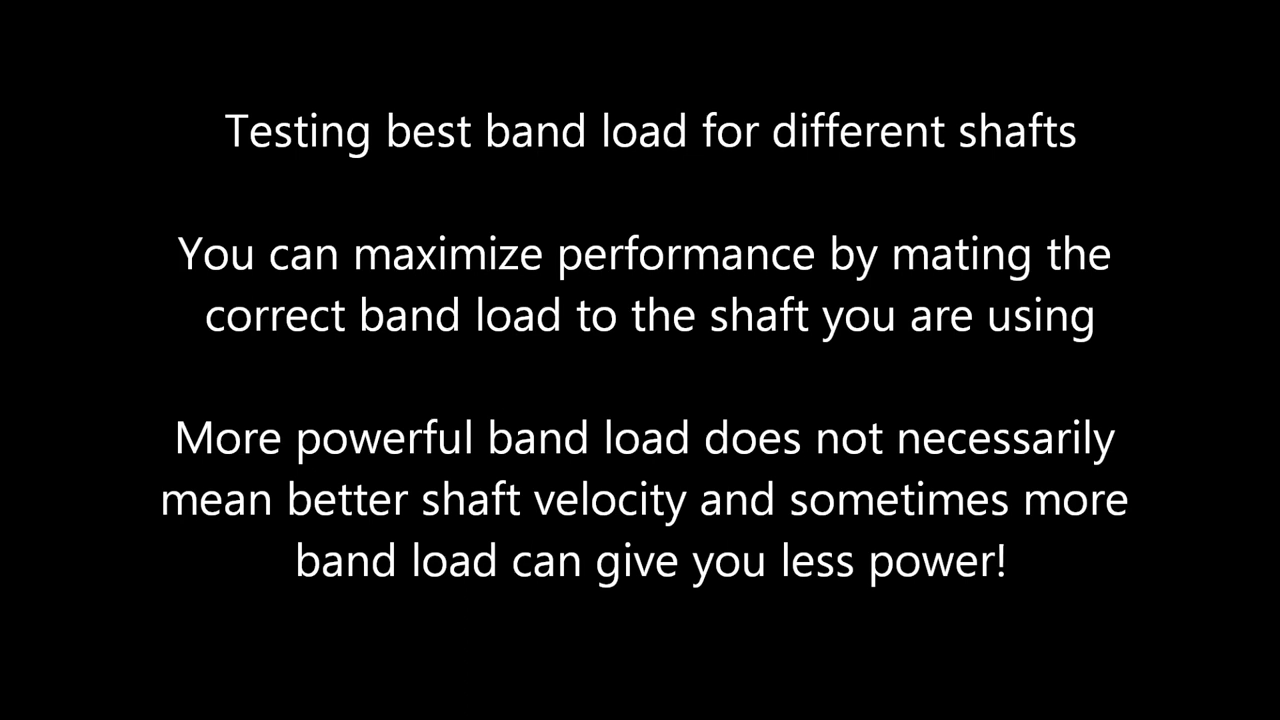 Testing best band load for different shafts
You can maximize performance by mating the
correct band load to the shaft you are using
More powerful band load does not necessarily
mean better shaft velocity and sometimes more
band load can give you less power!